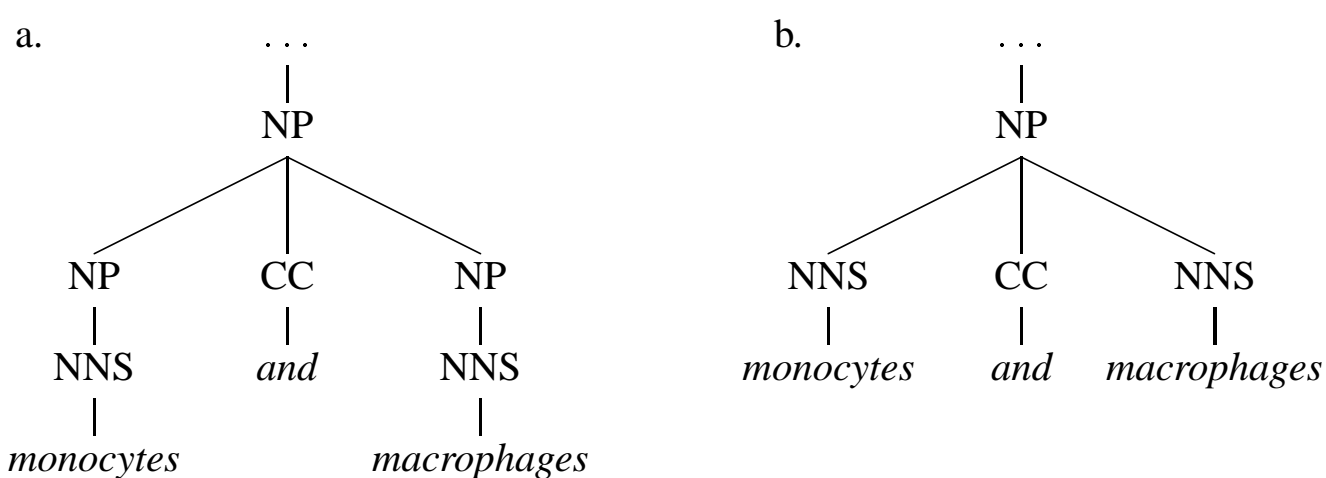 a. ... b. ...
NP NP
NP CC NP NNS CC NNS
NNS and NNS monocytes and macrophages
monocytes macrophages